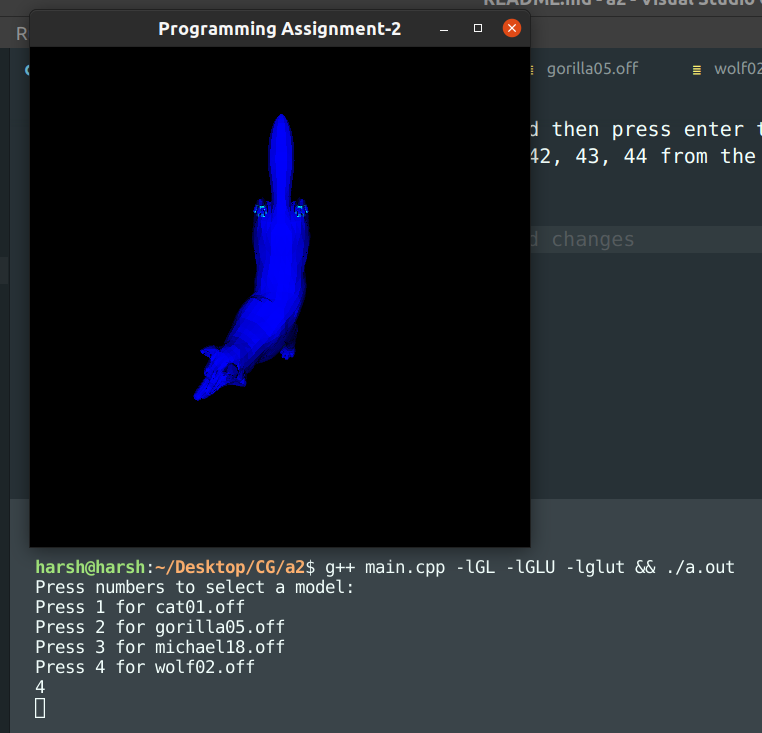 README.md - a2 - Visual Studio
Programming Assignment-2
R
gorilla05.off
wolf02
d then press enter
42, 43, 44 from the
d changes
harsh@harsh:~/Desktop/CG/a2$ g++ main.cpp -lGL -lGLU -lglut && ./a.out
Press numbers to select a model:
Press 1 for cat01.off
Press 2 for gorilla05.off
Press 3 for michael18.off
Press 4 for wolf02.off
4